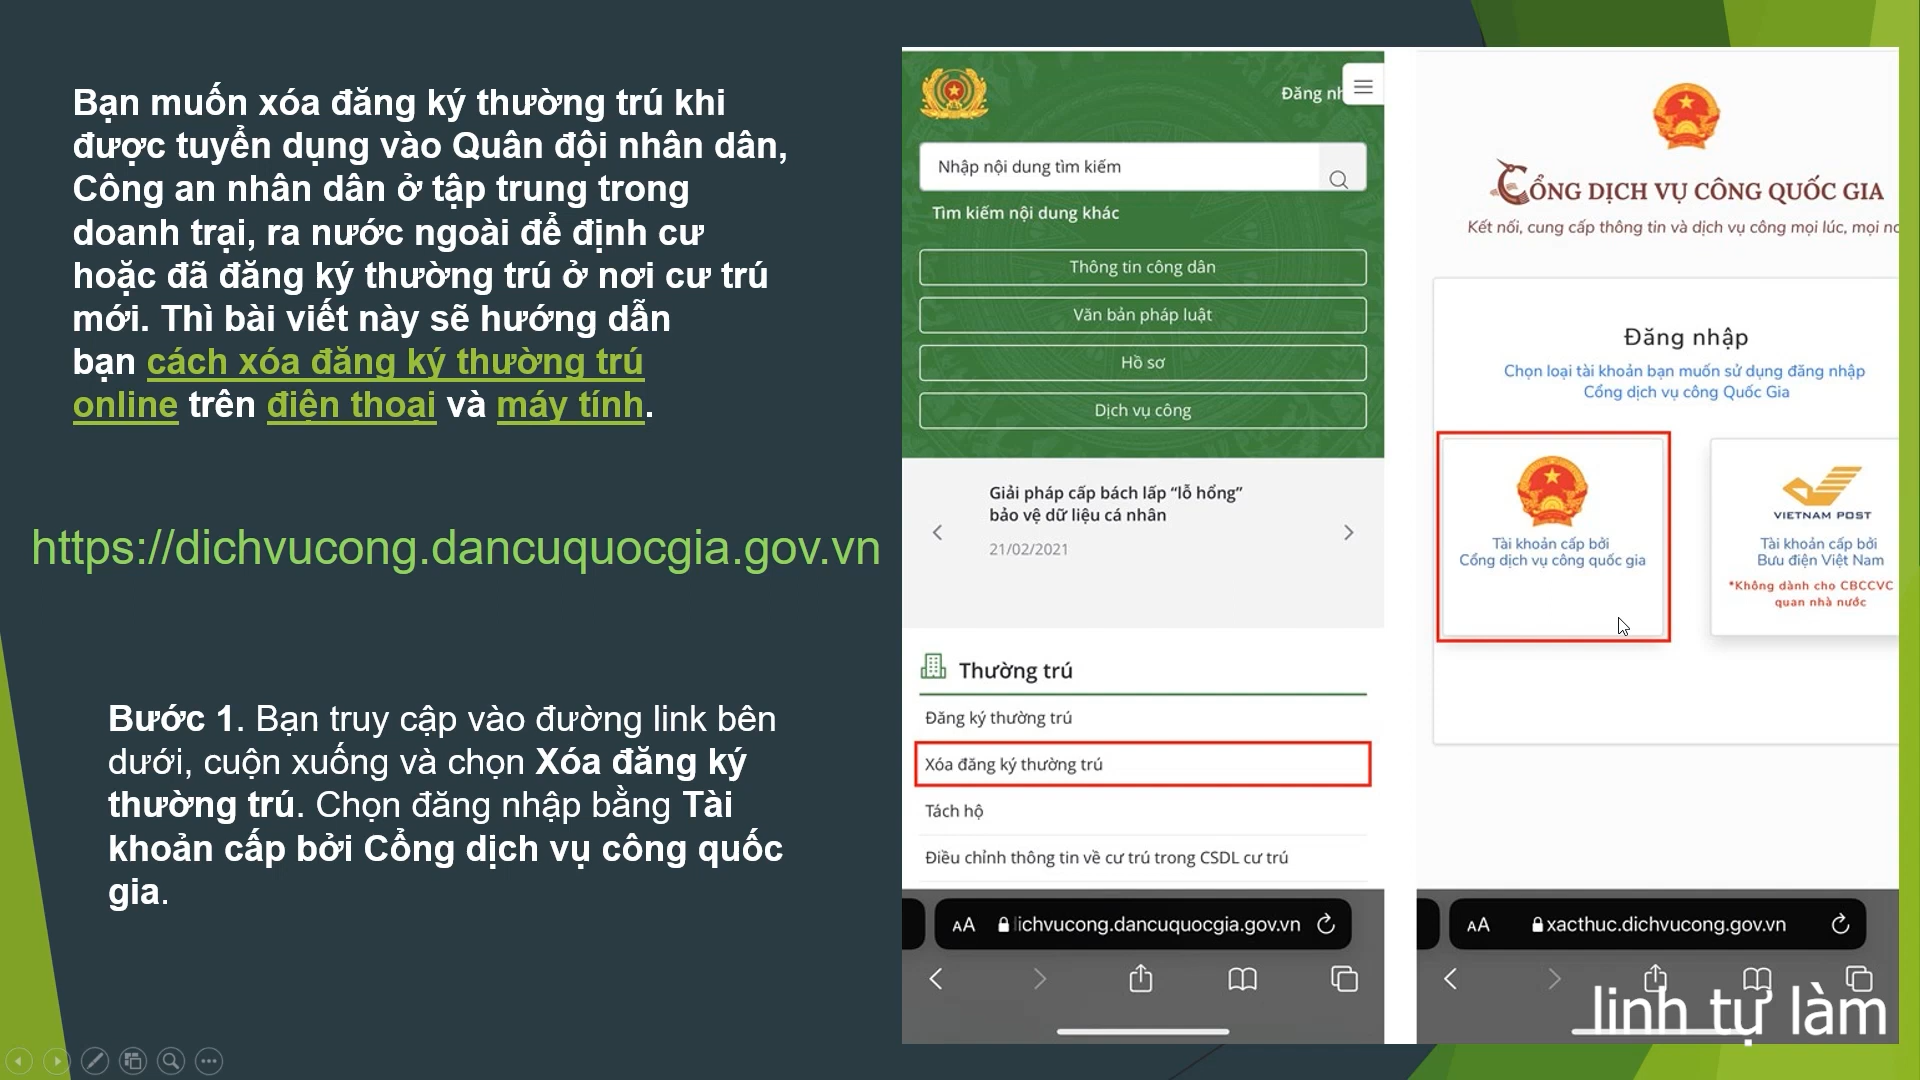 Bạn muốn xóa đăng ký thường trú khi
được tuyển dụng vào Quân đội nhân dân,
Công an nhân dân ở tập trung trong
doanh trại, ra nước ngoài để định cư
hoặc đã đăng ký thường trú ở nơi cư trú
mới. Thì bài viết này sẽ hướng dẫn
bạn cách xóa đăng ký thường trú
online trên điện thoại và máy tính.
https://dichvucong.dancuquocgia.gov.vn
Bước 1. Bạn truy cập vào đường link bên
dưới, cuộn xuống và chọn Xóa đăng ký
thường trú. Chọn đăng nhập bằng Tài
khoản cấp bởi Cổng dịch vụ công quốc
gia.
Đăng nh
Nhập nội dung tìm kiếm
Tìm kiếm nội dung khác
Thông tin công dân
Văn bản pháp luật
Hồ sơ
Dịch vụ công
Giải pháp cấp bách lấp “lỗ hổng”
bảo vệ dữ liệu cá nhân
21/02/2021
Thường trú
Đăng ký thường trú
Xóa đăng ký thường trú
Tách hộ
Điều chỉnh thông tin về cư trú trong CSDL cư trú
AA lichvucong.dancuquocgia.gov.vn
CỔNG DỊCH VỤ CÔNG QUỐC GIA
Kết nối, cung cấp thông tin và dịch vụ công mọi lúc, mọi nơ
Đăng nhập
Chọn loại tài khoản bạn muốn sử dụng đăng nhập
Cổng dịch vụ công Quốc Gia
Tài khoản cấp bởi
Cổng dịch vụ công quốc gia
VIETNAM POST
Tài khoản cấp bởi
Bưu điện Việt Nam
*Không dành cho CBCCVC
quan nhà nước
AA xacthuc.dichvucong.gov.vn
linh tự làm